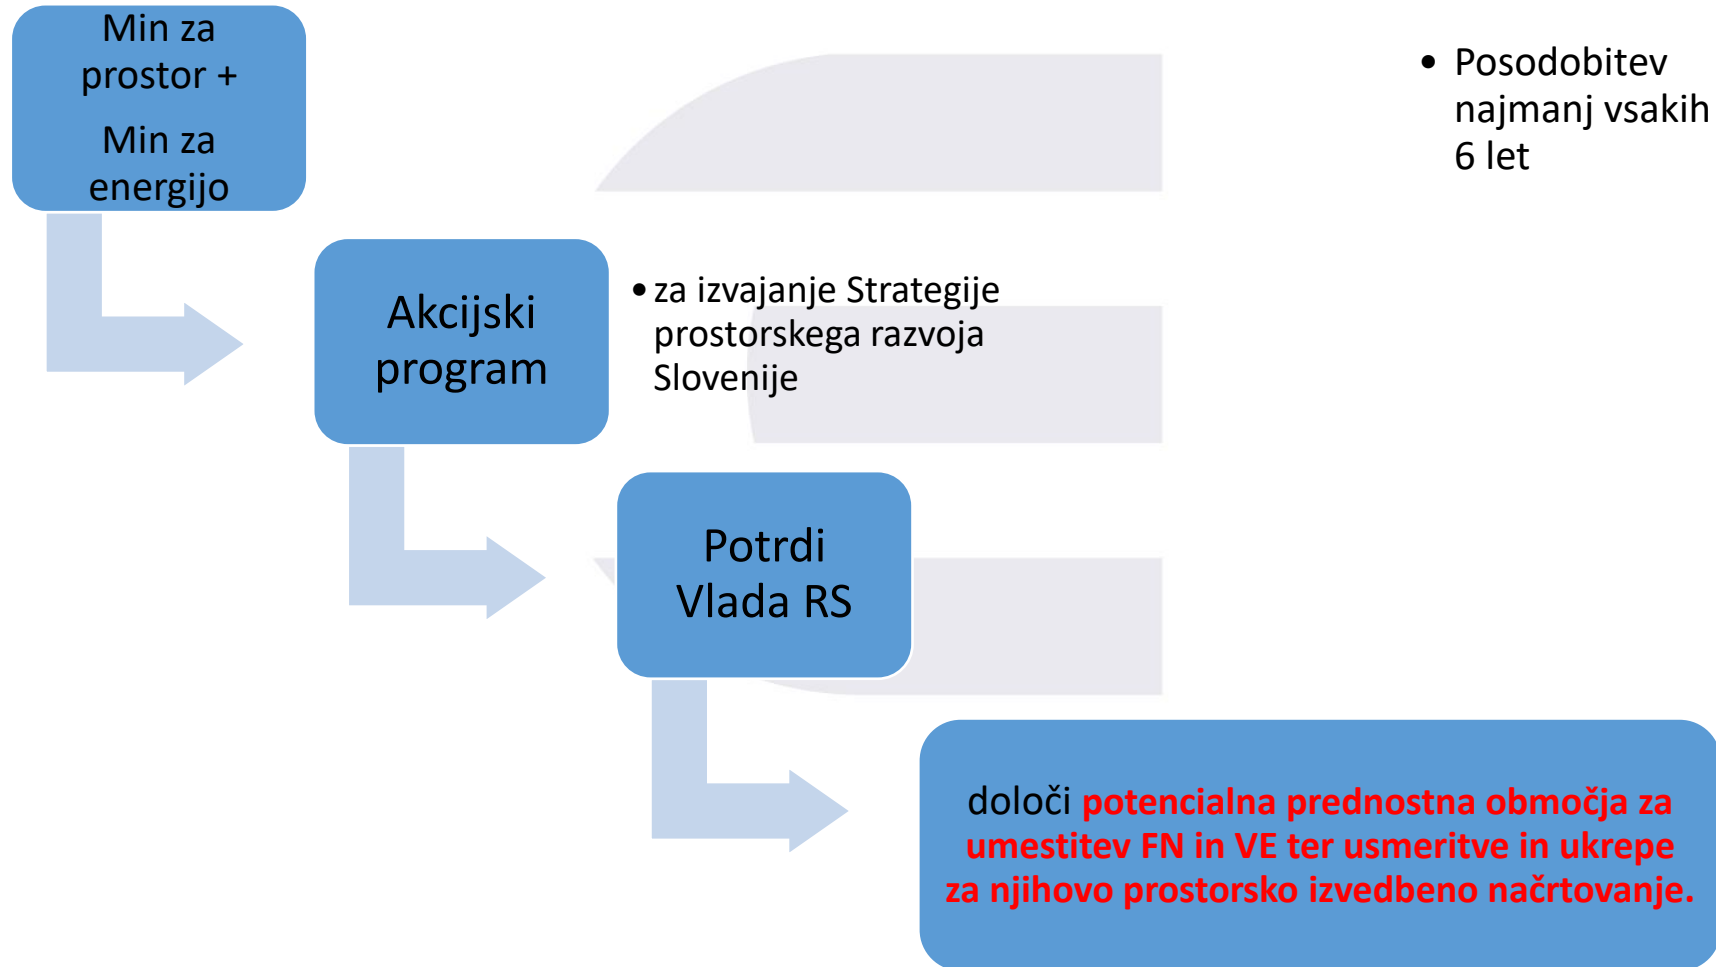 Min za
prostor +
Min za
energijo
• Posodobitev
najmanj vsakih
6 let
Akcijski
program
• za izvajanje Strategije
prostorskega razvoja
Slovenije
Potrdi
Vlada RS
določi potencialna prednostna območja za
umestitev FN in VE ter usmeritve in ukrepe
za njihovo prostorsko izvedbeno načrtovanje.